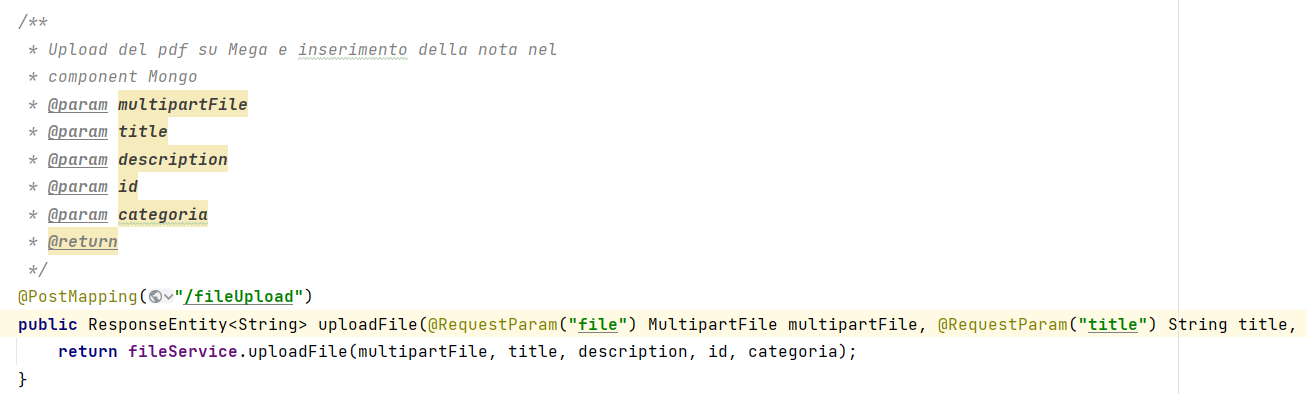 /**
 * Upload del pdf su Mega e inserimento della nota nel
 * component Mongo
 * @param multipartFile
 * @param title
 * @param description
 * @param id
 * @param categoria
 * @return
 */
@PostMapping("/fileUpload")
public ResponseEntity<String> uploadFile(@RequestParam("file") MultipartFile multipartFile, @RequestParam("title") String title,
    return fileService.uploadFile(multipartFile, title, description, id, categoria);
}